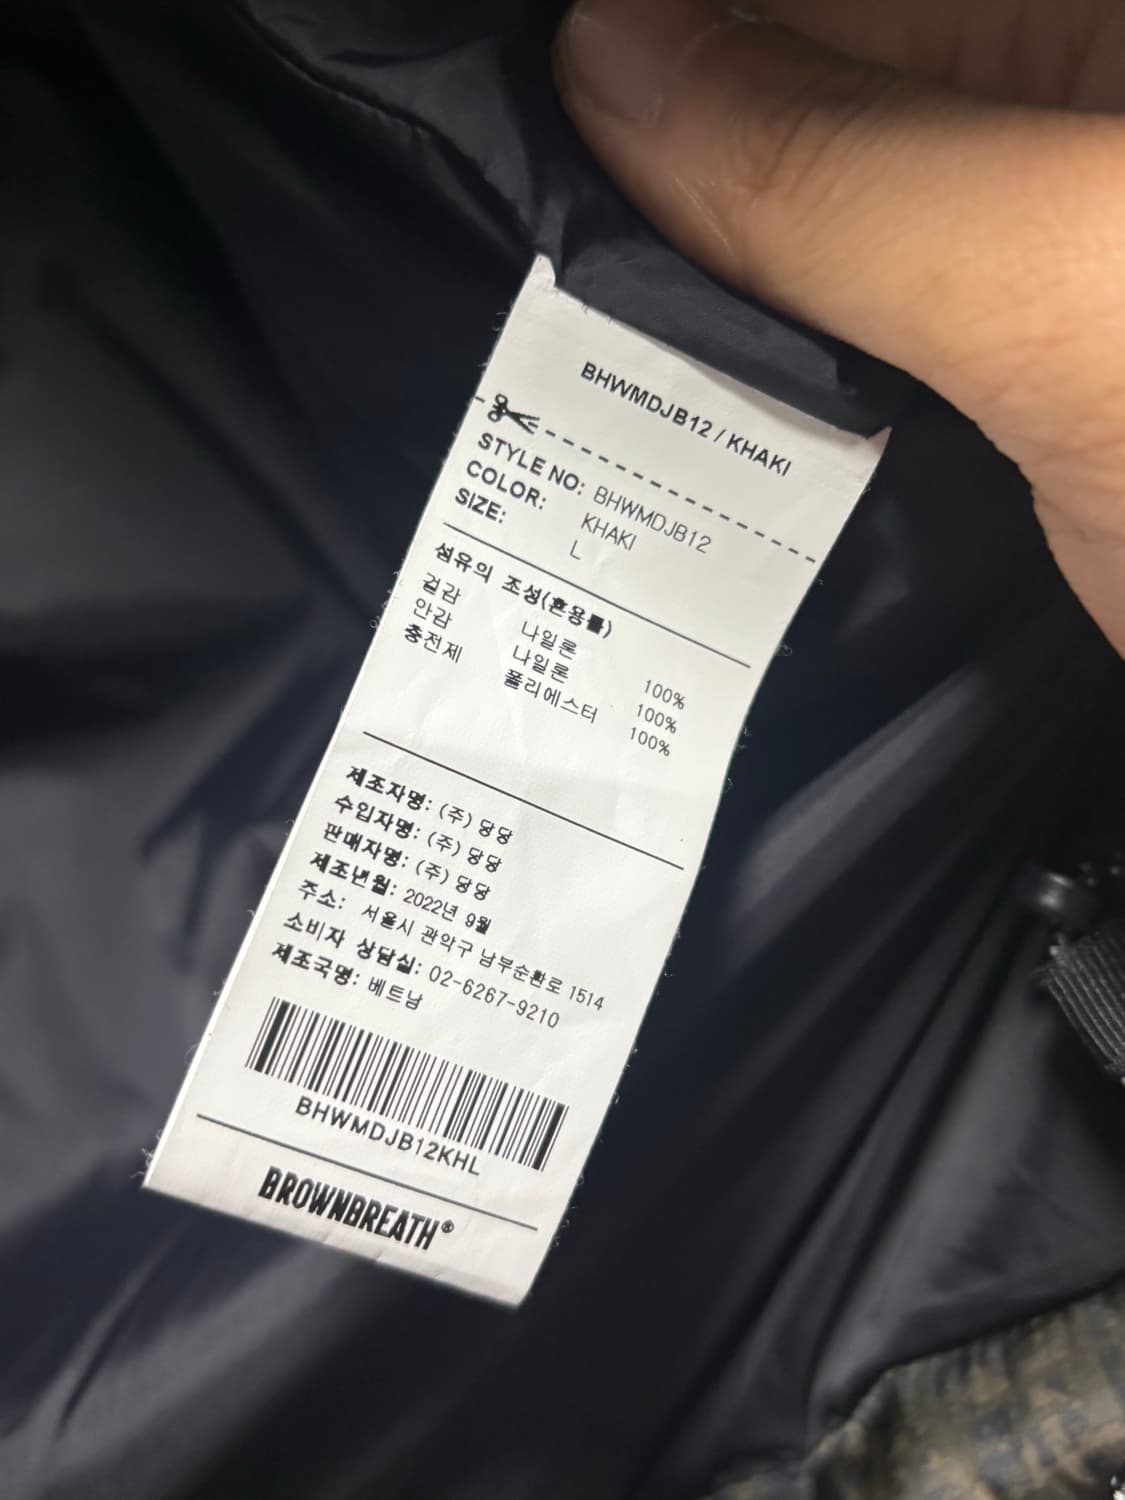 BHWMDJB12 / KHAKI
STYLE NO: BHWMDJB12
COLOR: KHAKI
SIZE: L
섬유의 조성(혼용률)
겉감 나일론 100%
안감 나일론 100%
충전제 폴리에스터 100%
제조자명: (주) 당당
수입자명: (주) 당당
판매자명: (주) 당당
제조년월: 2022년 9월
주소: 서울시 관악구 남부순환로 1514
소비자 상담실: 02-6267-9210
제조국명: 베트남
BHWMDJB12KHL
BROWNBREATH®